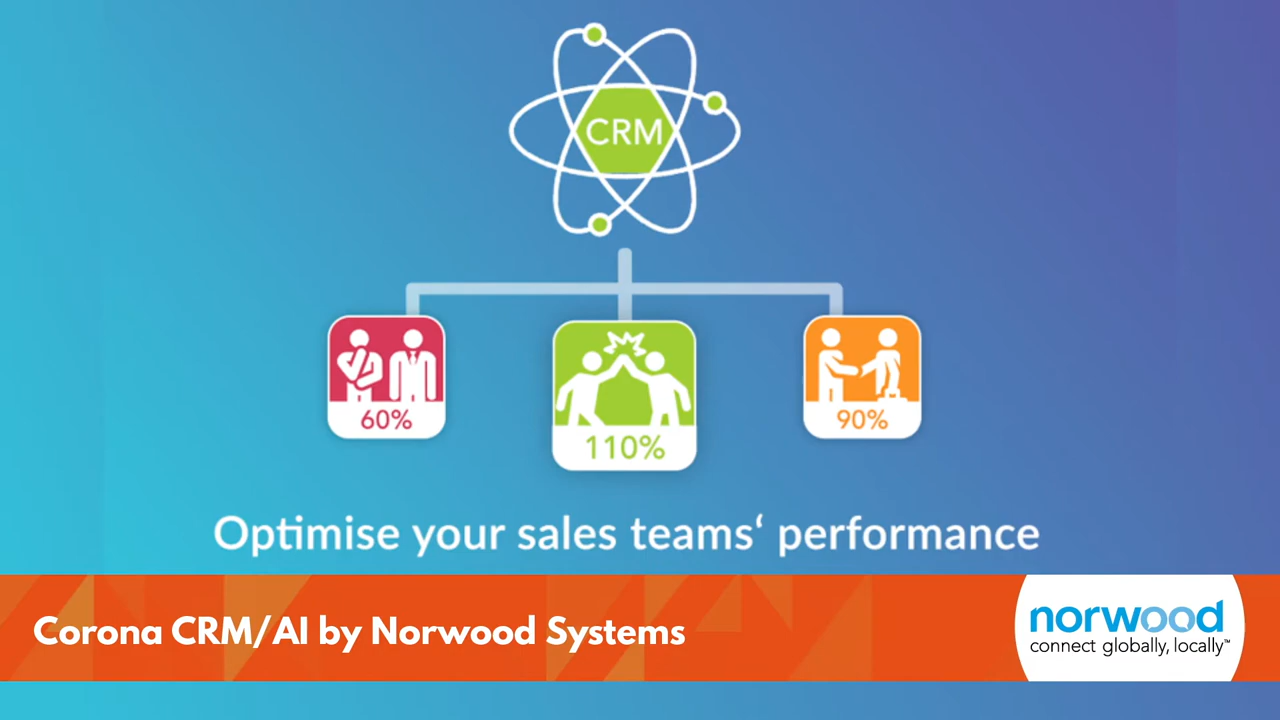 CRM
60%
110%
90%
Optimise your sales teams‘ performance
Corona CRM/AI by Norwood Systems
norwood
connect globally, locally™